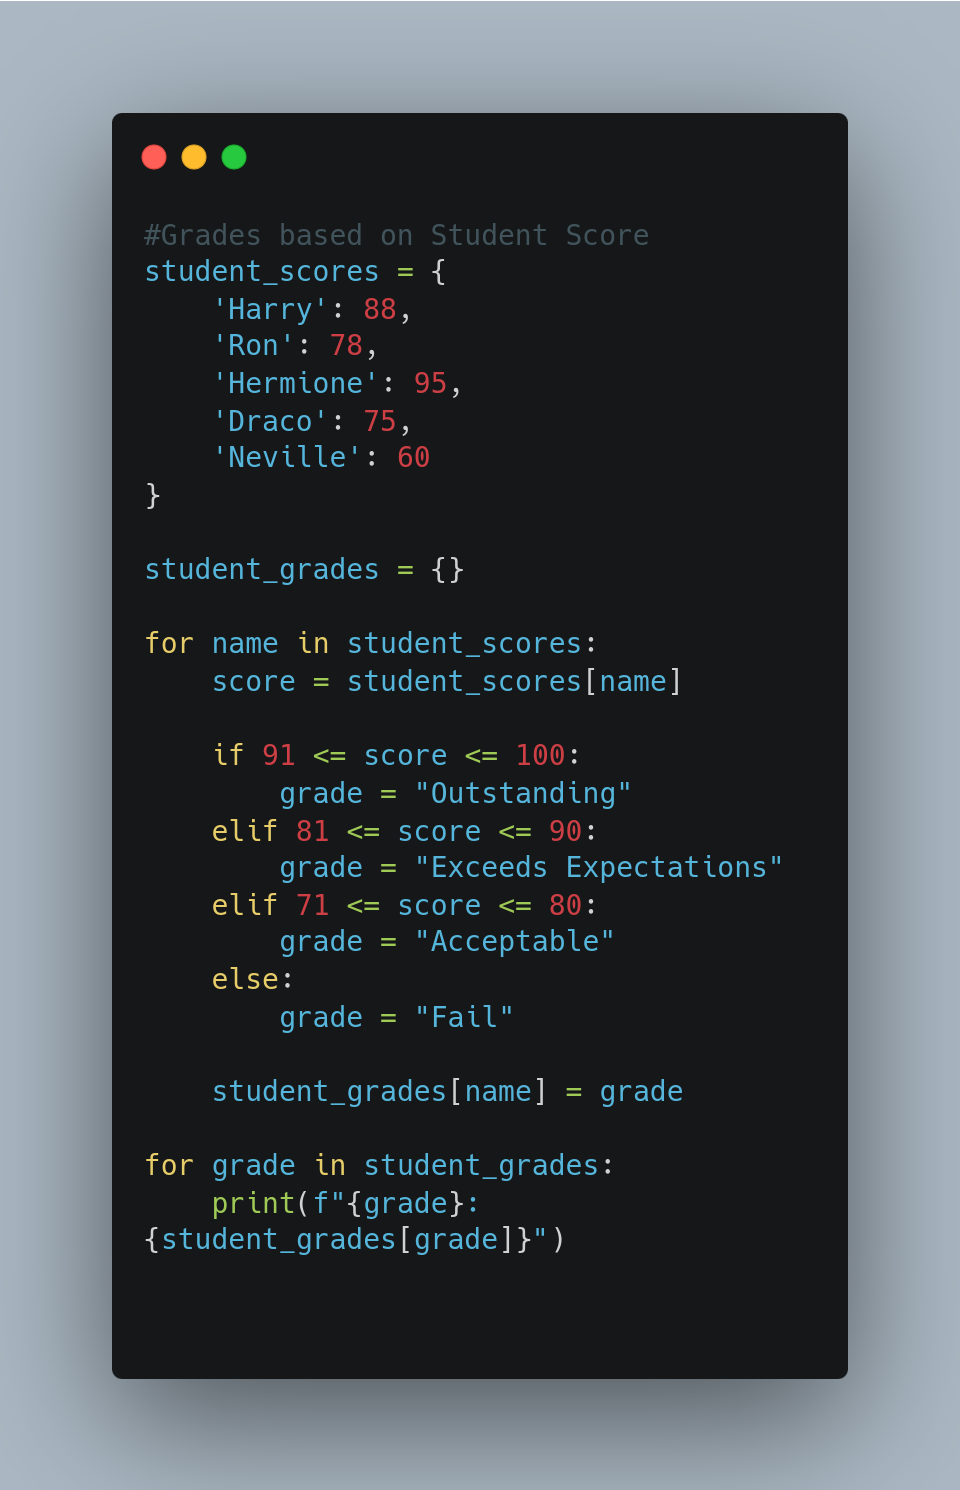 #Grades based on Student Score
student_scores = {
    'Harry': 88,
    'Ron': 78,
    'Hermione': 95,
    'Draco': 75,
    'Neville': 60
}

student_grades = {}

for name in student_scores:
    score = student_scores[name]

    if 91 <= score <= 100:
        grade = "Outstanding"
    elif 81 <= score <= 90:
        grade = "Exceeds Expectations"
    elif 71 <= score <= 80:
        grade = "Acceptable"
    else:
        grade = "Fail"

    student_grades[name] = grade

for grade in student_grades:
    print(f"{grade}:
{student_grades[grade]}")